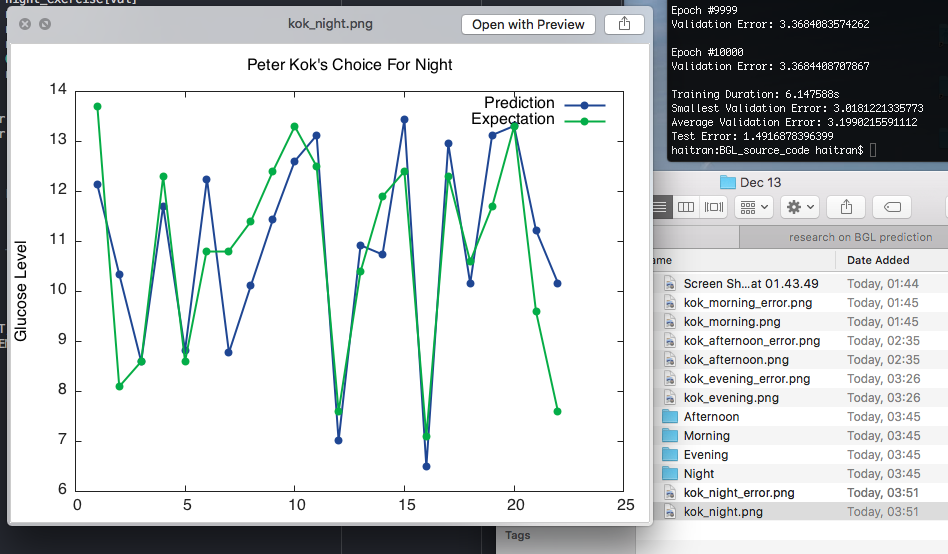 kok_night.png
Open with Preview
Peter Kok's Choice For Night
Prediction
Expectation
Glucose Level
14
13
12
11
10
9
8
7
6
0
5
10
15
20
25
Epoch #9999
Validation Error: 3.3684083574262
Epoch #10000
Validation Error: 3.3684408707867
Training Duration: 6.147588s
Smallest Validation Error: 3.0181221335773
Average Validation Error: 3.1990215591112
Test Error: 1.4916878396399
haitran:BGL_source_code haitran$
Dec 13
research on BGL prediction
ame Date Added
Screen Sh...at 01.43.49 Today, 01:44
kok_morning_error.png Today, 01:45
kok_morning.png Today, 01:45
kok_afternoon_error.png Today, 02:35
kok_afternoon.png Today, 02:35
kok_evening_error.png Today, 03:26
kok_evening.png Today, 03:26
Afternoon Today, 03:45
Morning Today, 03:45
Evening Today, 03:45
Night Today, 03:45
kok_night_error.png Today, 03:51
kok_night.png Today, 03:51
Tags